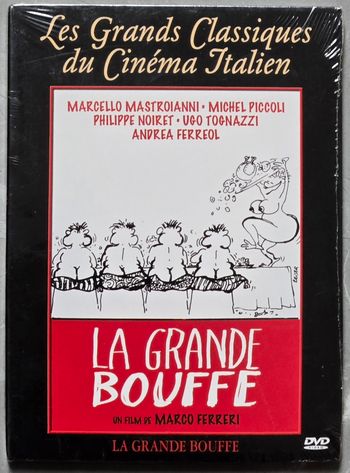 Les Grands Classiques
du Cinéma Italien
MARCELLO MASTROIANNI • MICHEL PICCOLI
PHILIPPE NOIRET • UGO TOGNAZZI
ANDREA FERREOL
LA GRANDE
BOUFFE
UN FILM DE MARCO FERRERI
DVD
VIDEO
LA GRANDE BOUFFE